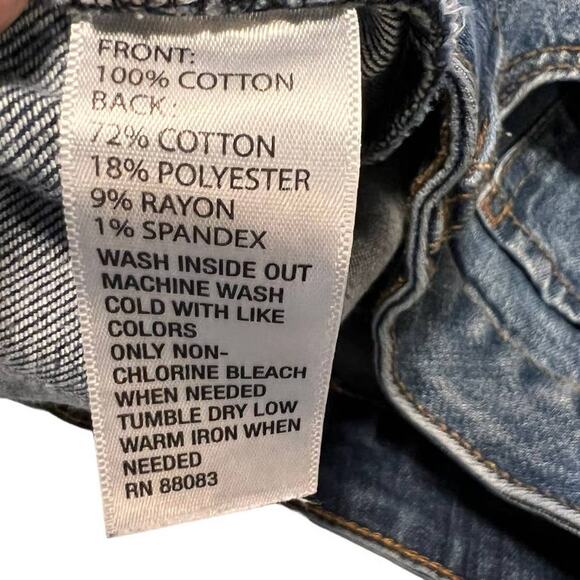 FRONT:
100% COTTON
BACK:
72% COTTON
18% POLYESTER
9% RAYON
1% SPANDEX
WASH INSIDE OUT
MACHINE WASH
COLD WITH LIKE
COLORS
ONLY NON-
CHLORINE BLEACH
WHEN NEEDED
TUMBLE DRY LOW
WARM IRON WHEN
NEEDED
RN 88083